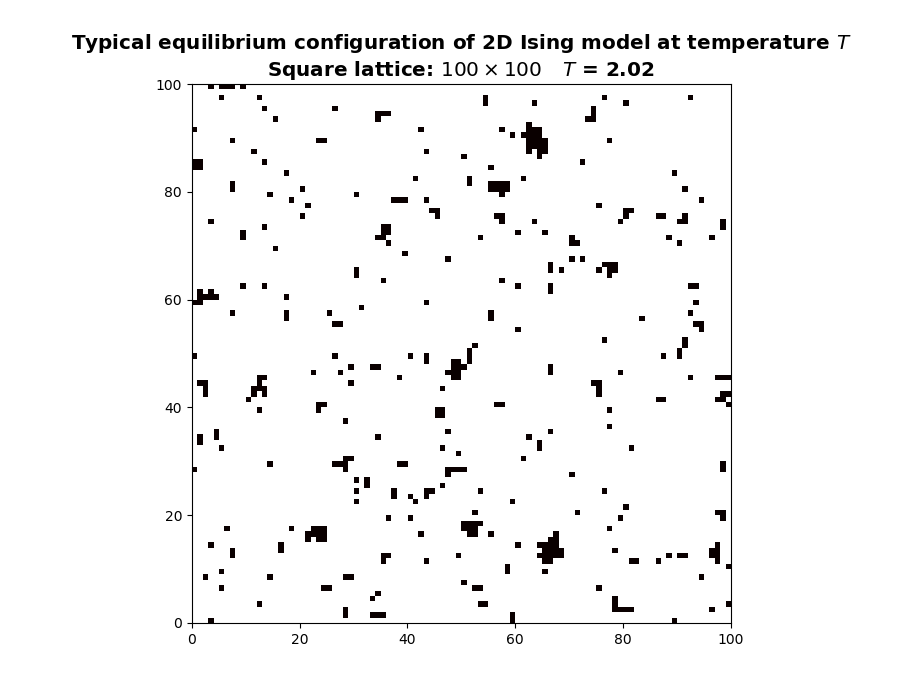 Typical equilibrium configuration of 2D Ising model at temperature T
Square lattice: 100 × 100 T = 2.02
100
80
60
40
20
0
0 20 40 60 80 100